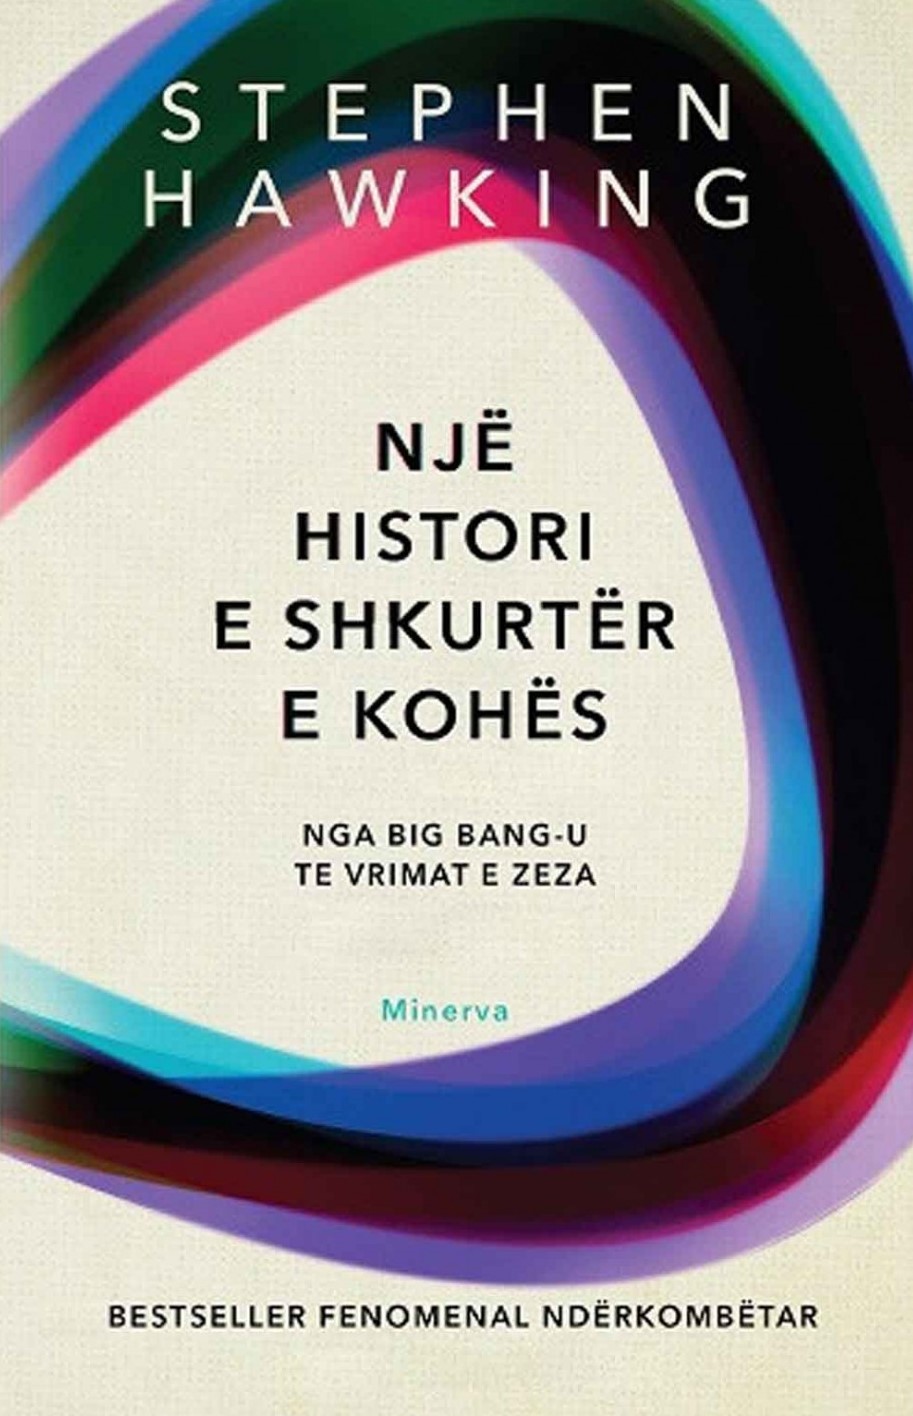 STEPHEN
HAWKING
NJË
HISTORI
E SHKURTËR
E KOHËS
NGA BIG BANG-U
TE VRIMAT E ZEZA
Minerva
BESTSELLER FENOMENAL NDËRKOMBËTAR